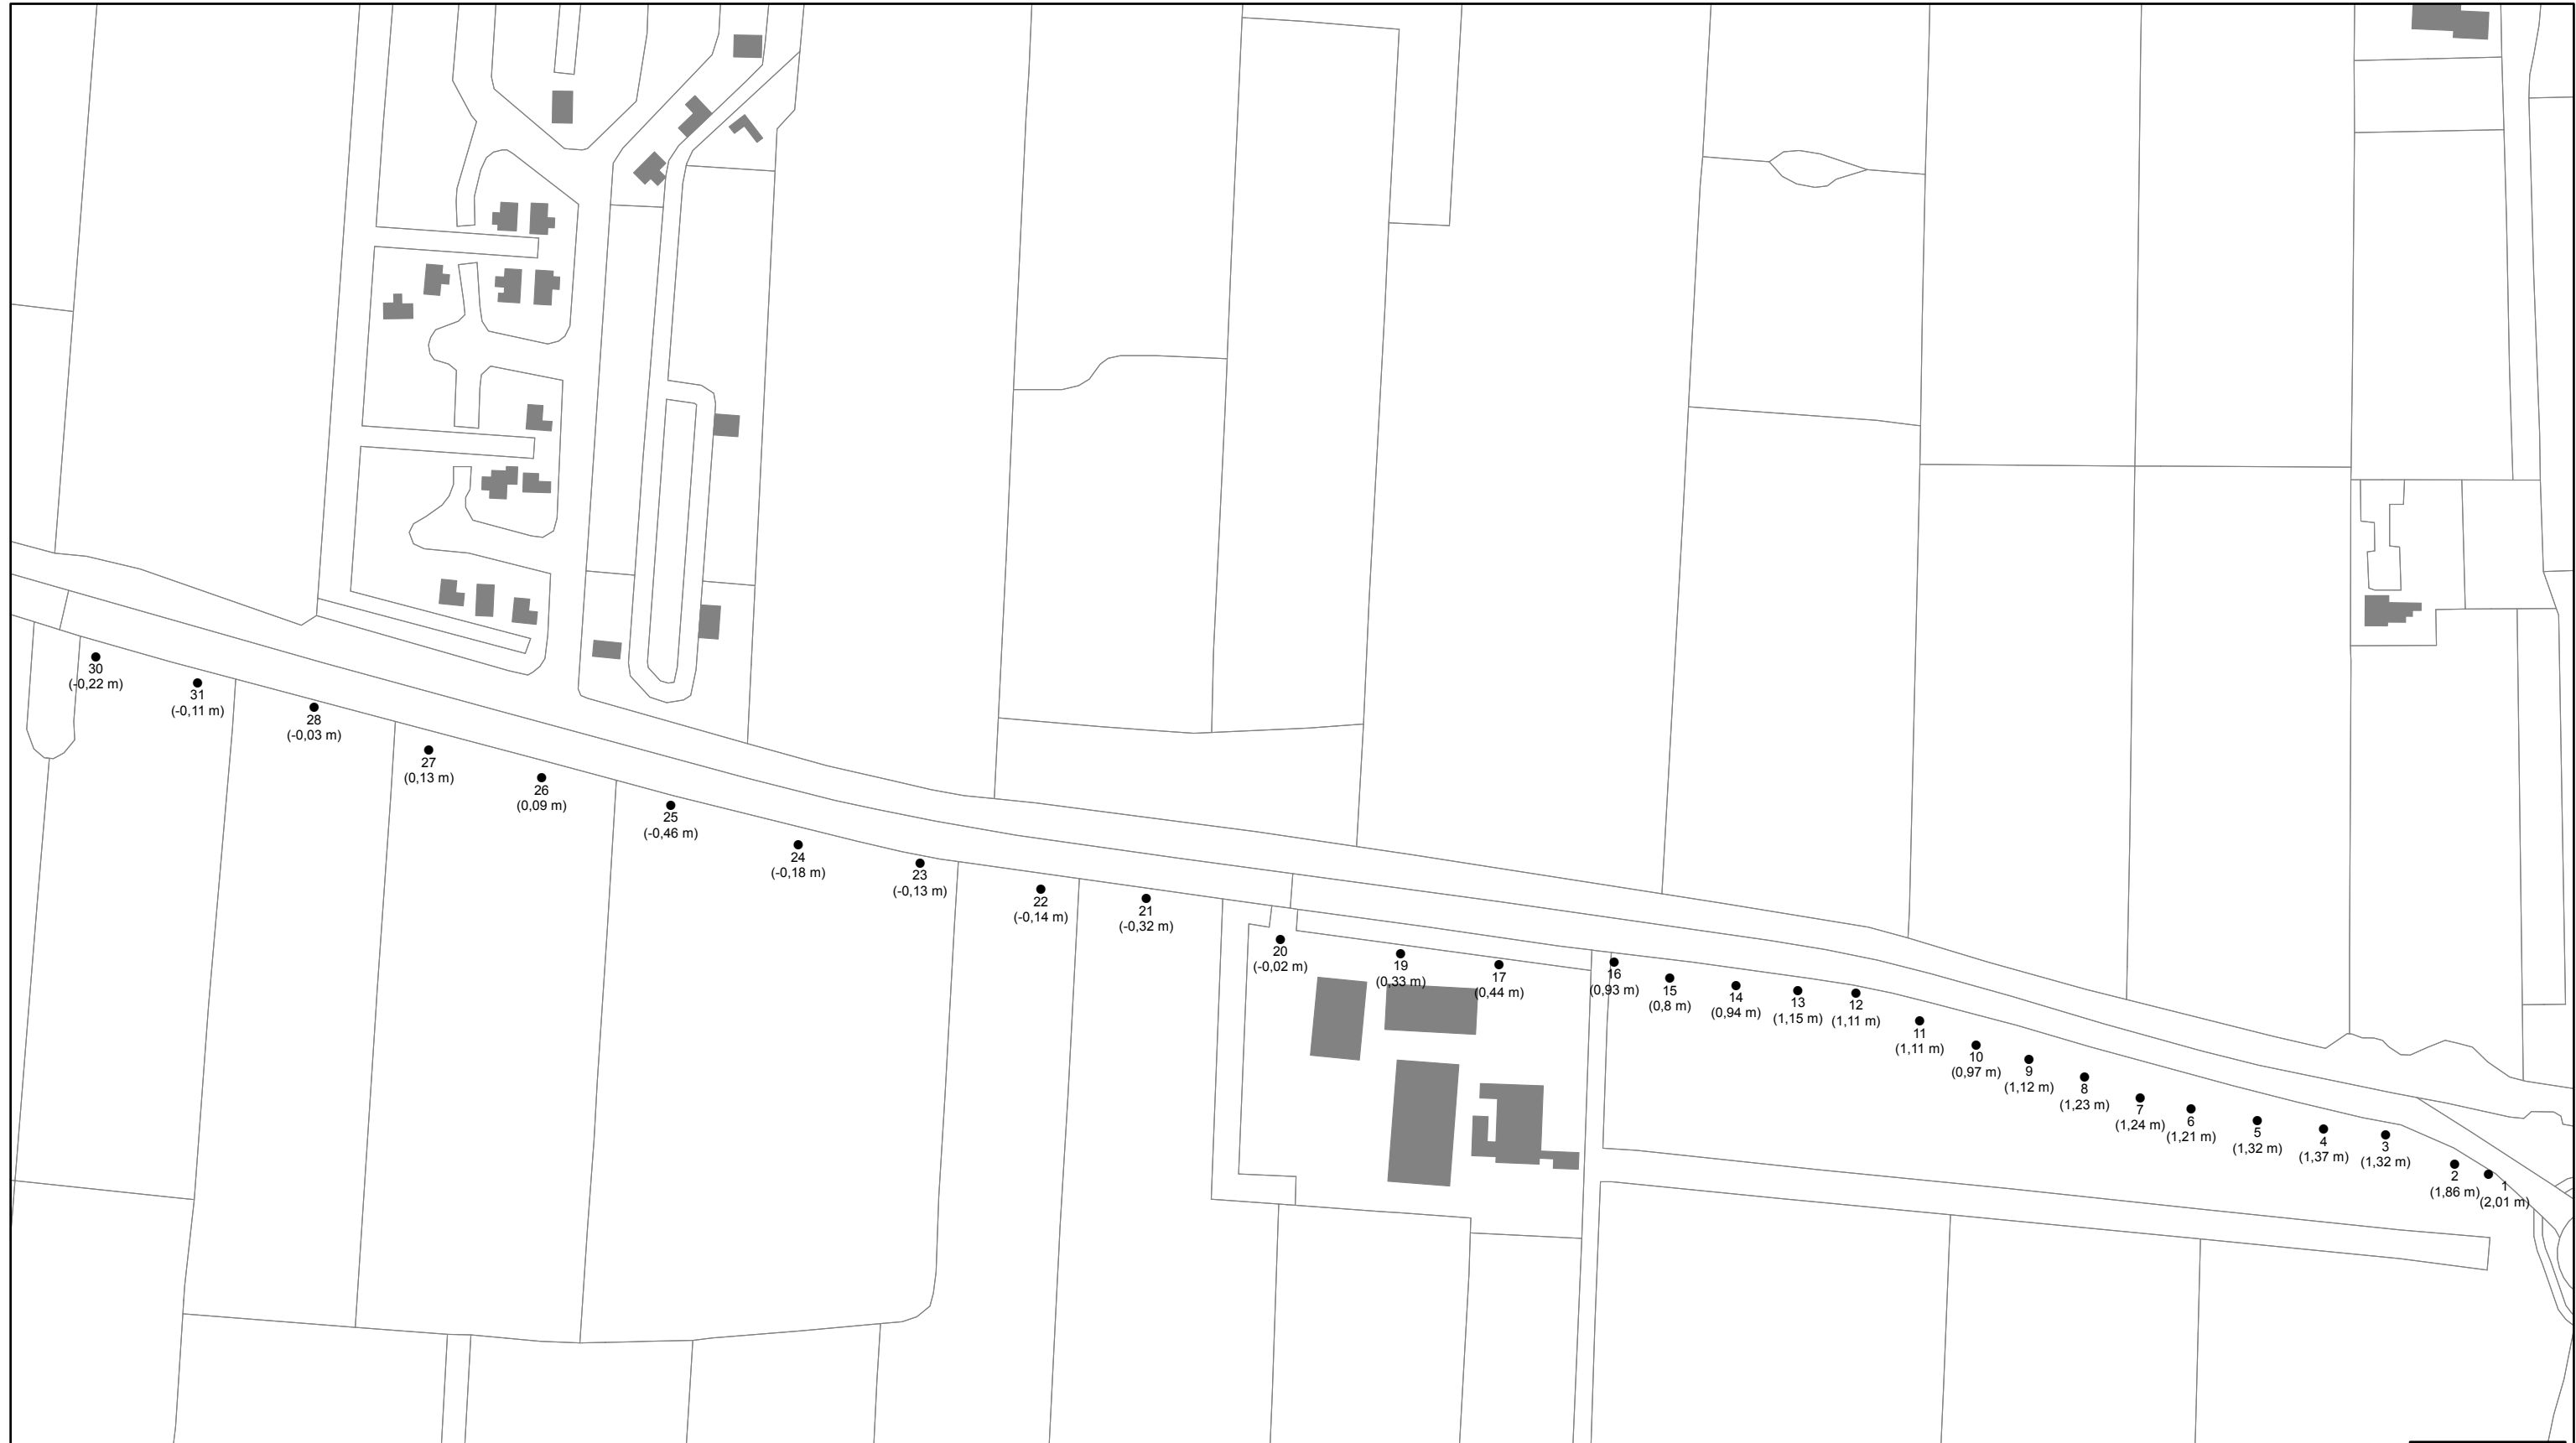 30
(-0,22 m)
31
(-0,11 m)
28
(-0,03 m)
27
(0,13 m)
26
(0,09 m)
25
(-0,46 m)
24
(-0,18 m)
23
(-0,13 m)
22
(-0,14 m)
21
(-0,32 m)
20
(-0,02 m)
19
(0,33 m)
17
(0,44 m)
16
(0,93 m)
15
(0,8 m)
14
(0,94 m)
13
(1,15 m)
12
(1,11 m)
11
(1,11 m)
10
(0,97 m)
9
(1,12 m)
8
(1,23 m)
7
(1,24 m)
6
(1,21 m)
5
(1,32 m)
4
(1,37 m)
3
(1,32 m)
2
(1,86 m)
1
(2,01 m)